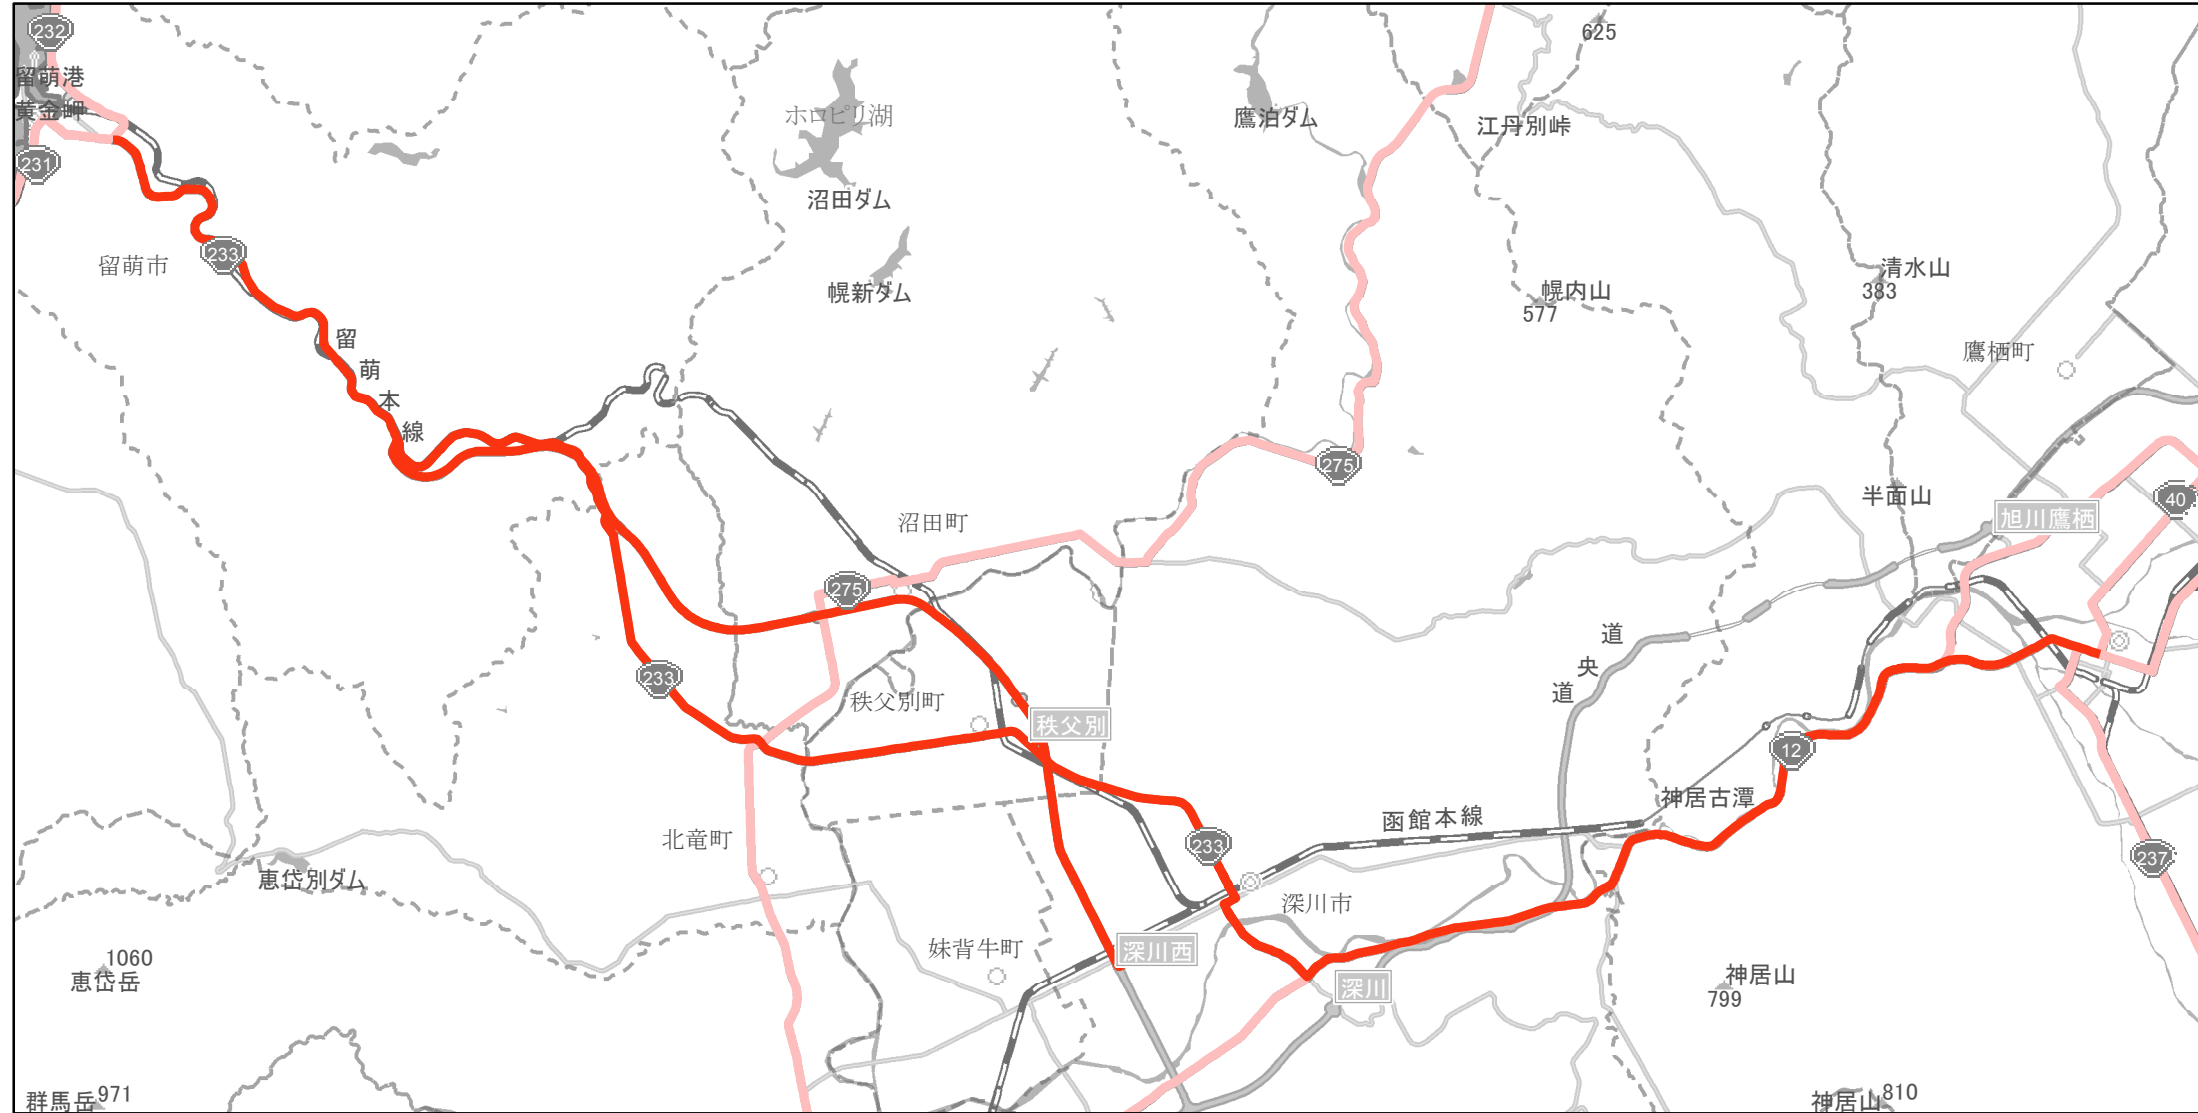 232
留萌港
黄金岬
231
625
ホロピリ湖
鷹泊ダム
江丹別峠
沼田ダム
233
留萌市
清水山
383
幌新ダム
幌内山
577
留萌本線
鷹栖町
275
半面山
40
旭川鷹栖
沼田町
275
道央道
233
秩父別町
秩父別
12
神居古潭
函館本線
北竜町
233
237
恵岱別ダム
深川市
妹背牛町
深川西
1060
恵岱岳
神居山
799
深川
群馬岳
971
神居山
810